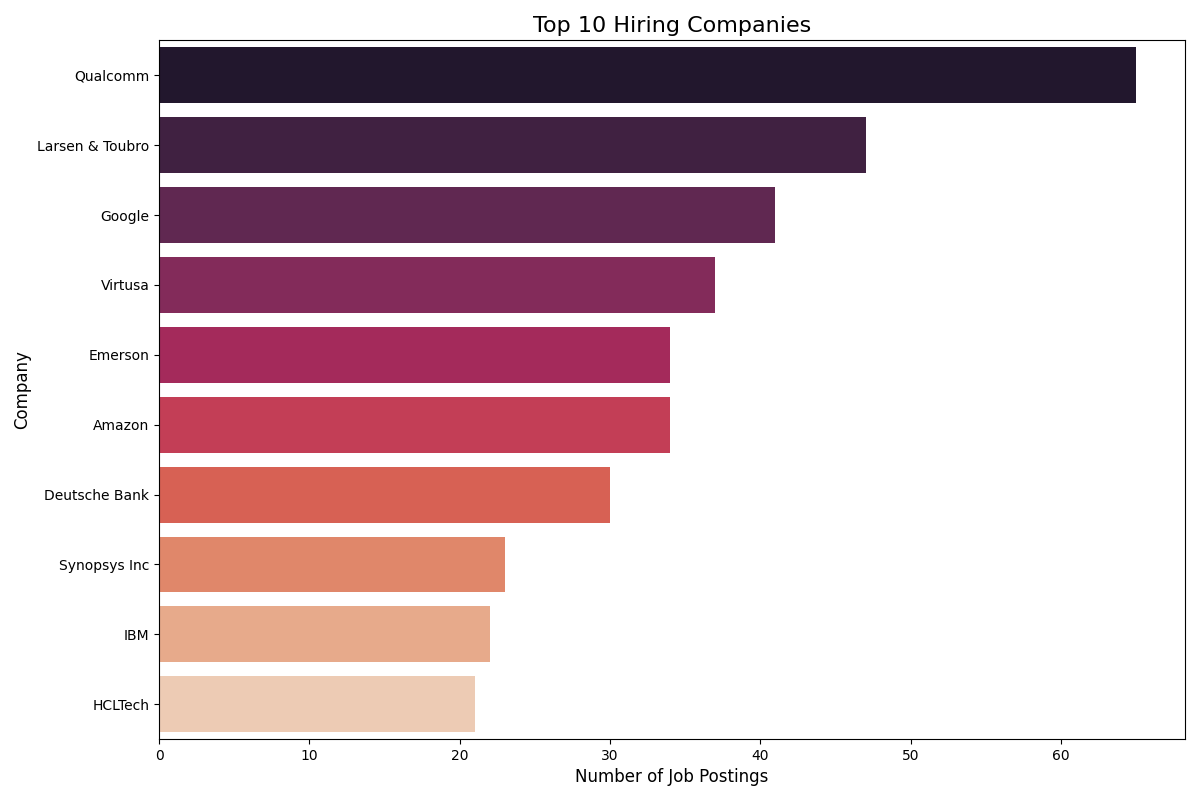 Top 10 Hiring Companies
Company
Qualcomm
Larsen & Toubro
Google
Virtusa
Emerson
Amazon
Deutsche Bank
Synopsys Inc
IBM
HCLTech
0 10 20 30 40 50 60
Number of Job Postings